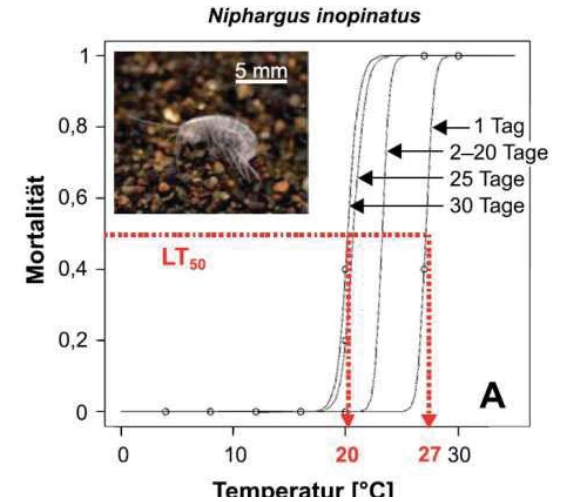 Niphargus inopinatus
1
0,8
0,6
0,4
0,2
0
Mortalität
5 mm
1 Tag
2–20 Tage
25 Tage
30 Tage
LT50
A
0
10
20
27
30
Temperatur [°C]